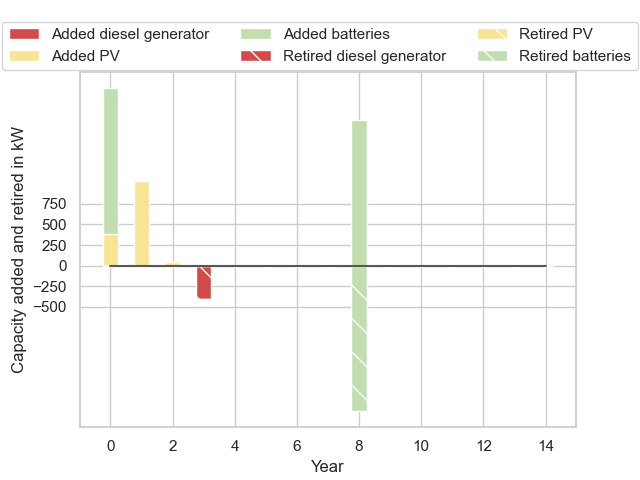 Added diesel generator Added batteries Retired PV
Added PV Retired diesel generator Retired batteries
Capacity added and retired in kW
750
500
250
0
−250
−500
0 2 4 6 8 10 12 14
Year